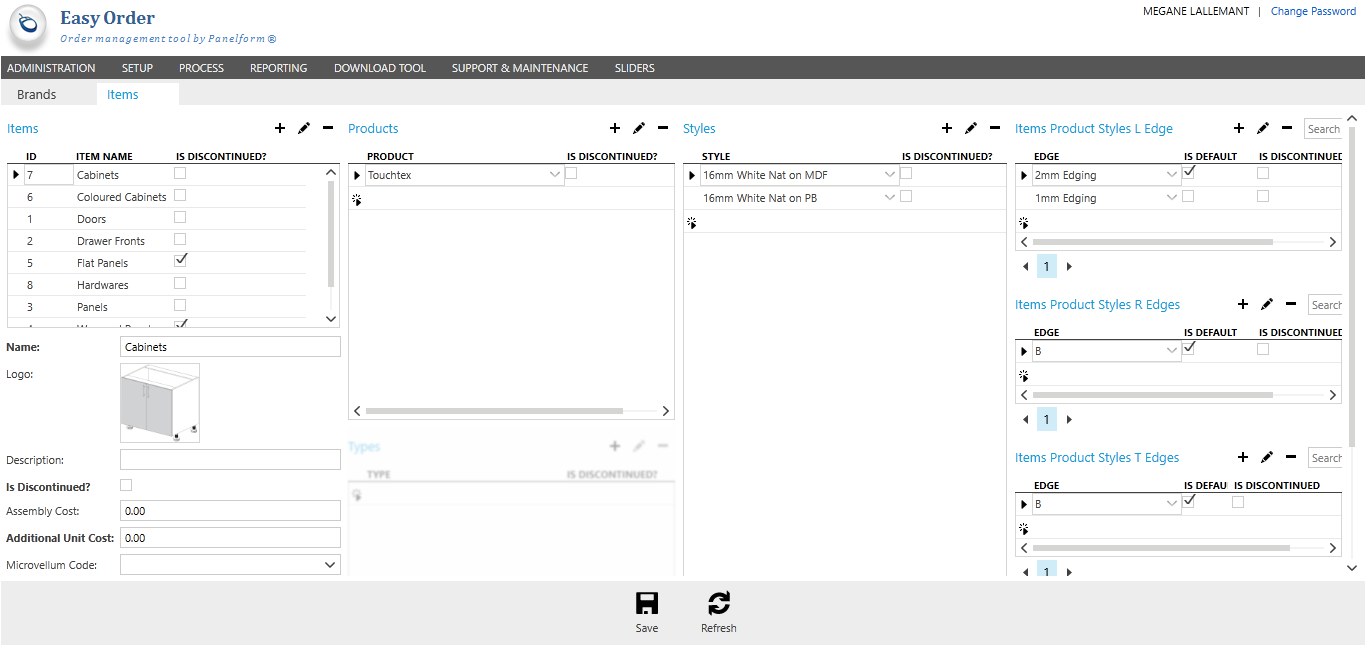 Easy Order
Order management tool by Panelform ®
MEGANE LALLEMANT | Change Password
ADMINISTRATION SETUP PROCESS REPORTING DOWNLOAD TOOL SUPPORT & MAINTENANCE SLIDERS
Brands Items
Items
ID ITEM NAME IS DISCONTINUED?
7 Cabinets
6 Coloured Cabinets
1 Doors
2 Drawer Fronts
5 Flat Panels
8 Hardwares
3 Panels
Name: Cabinets
Logo:
Description:
Is Discontinued?
Assembly Cost: 0.00
Additional Unit Cost: 0.00
Microvellum Code:
Products
PRODUCT IS DISCONTINUED?
Touchtex
Types
TYPE IS DISCONTINUED?
Styles
STYLE IS DISCONTINUED?
16mm White Nat on MDF
16mm White Nat on PB
Items Product Styles L Edge Search
EDGE IS DEFAULT IS DISCONTINUED
2mm Edging
1mm Edging
1
Items Product Styles R Edges Search
EDGE IS DEFAULT IS DISCONTINUED
B
1
Items Product Styles T Edges Search
EDGE IS DEFAU IS DISCONTINUED
B
1
Save Refresh